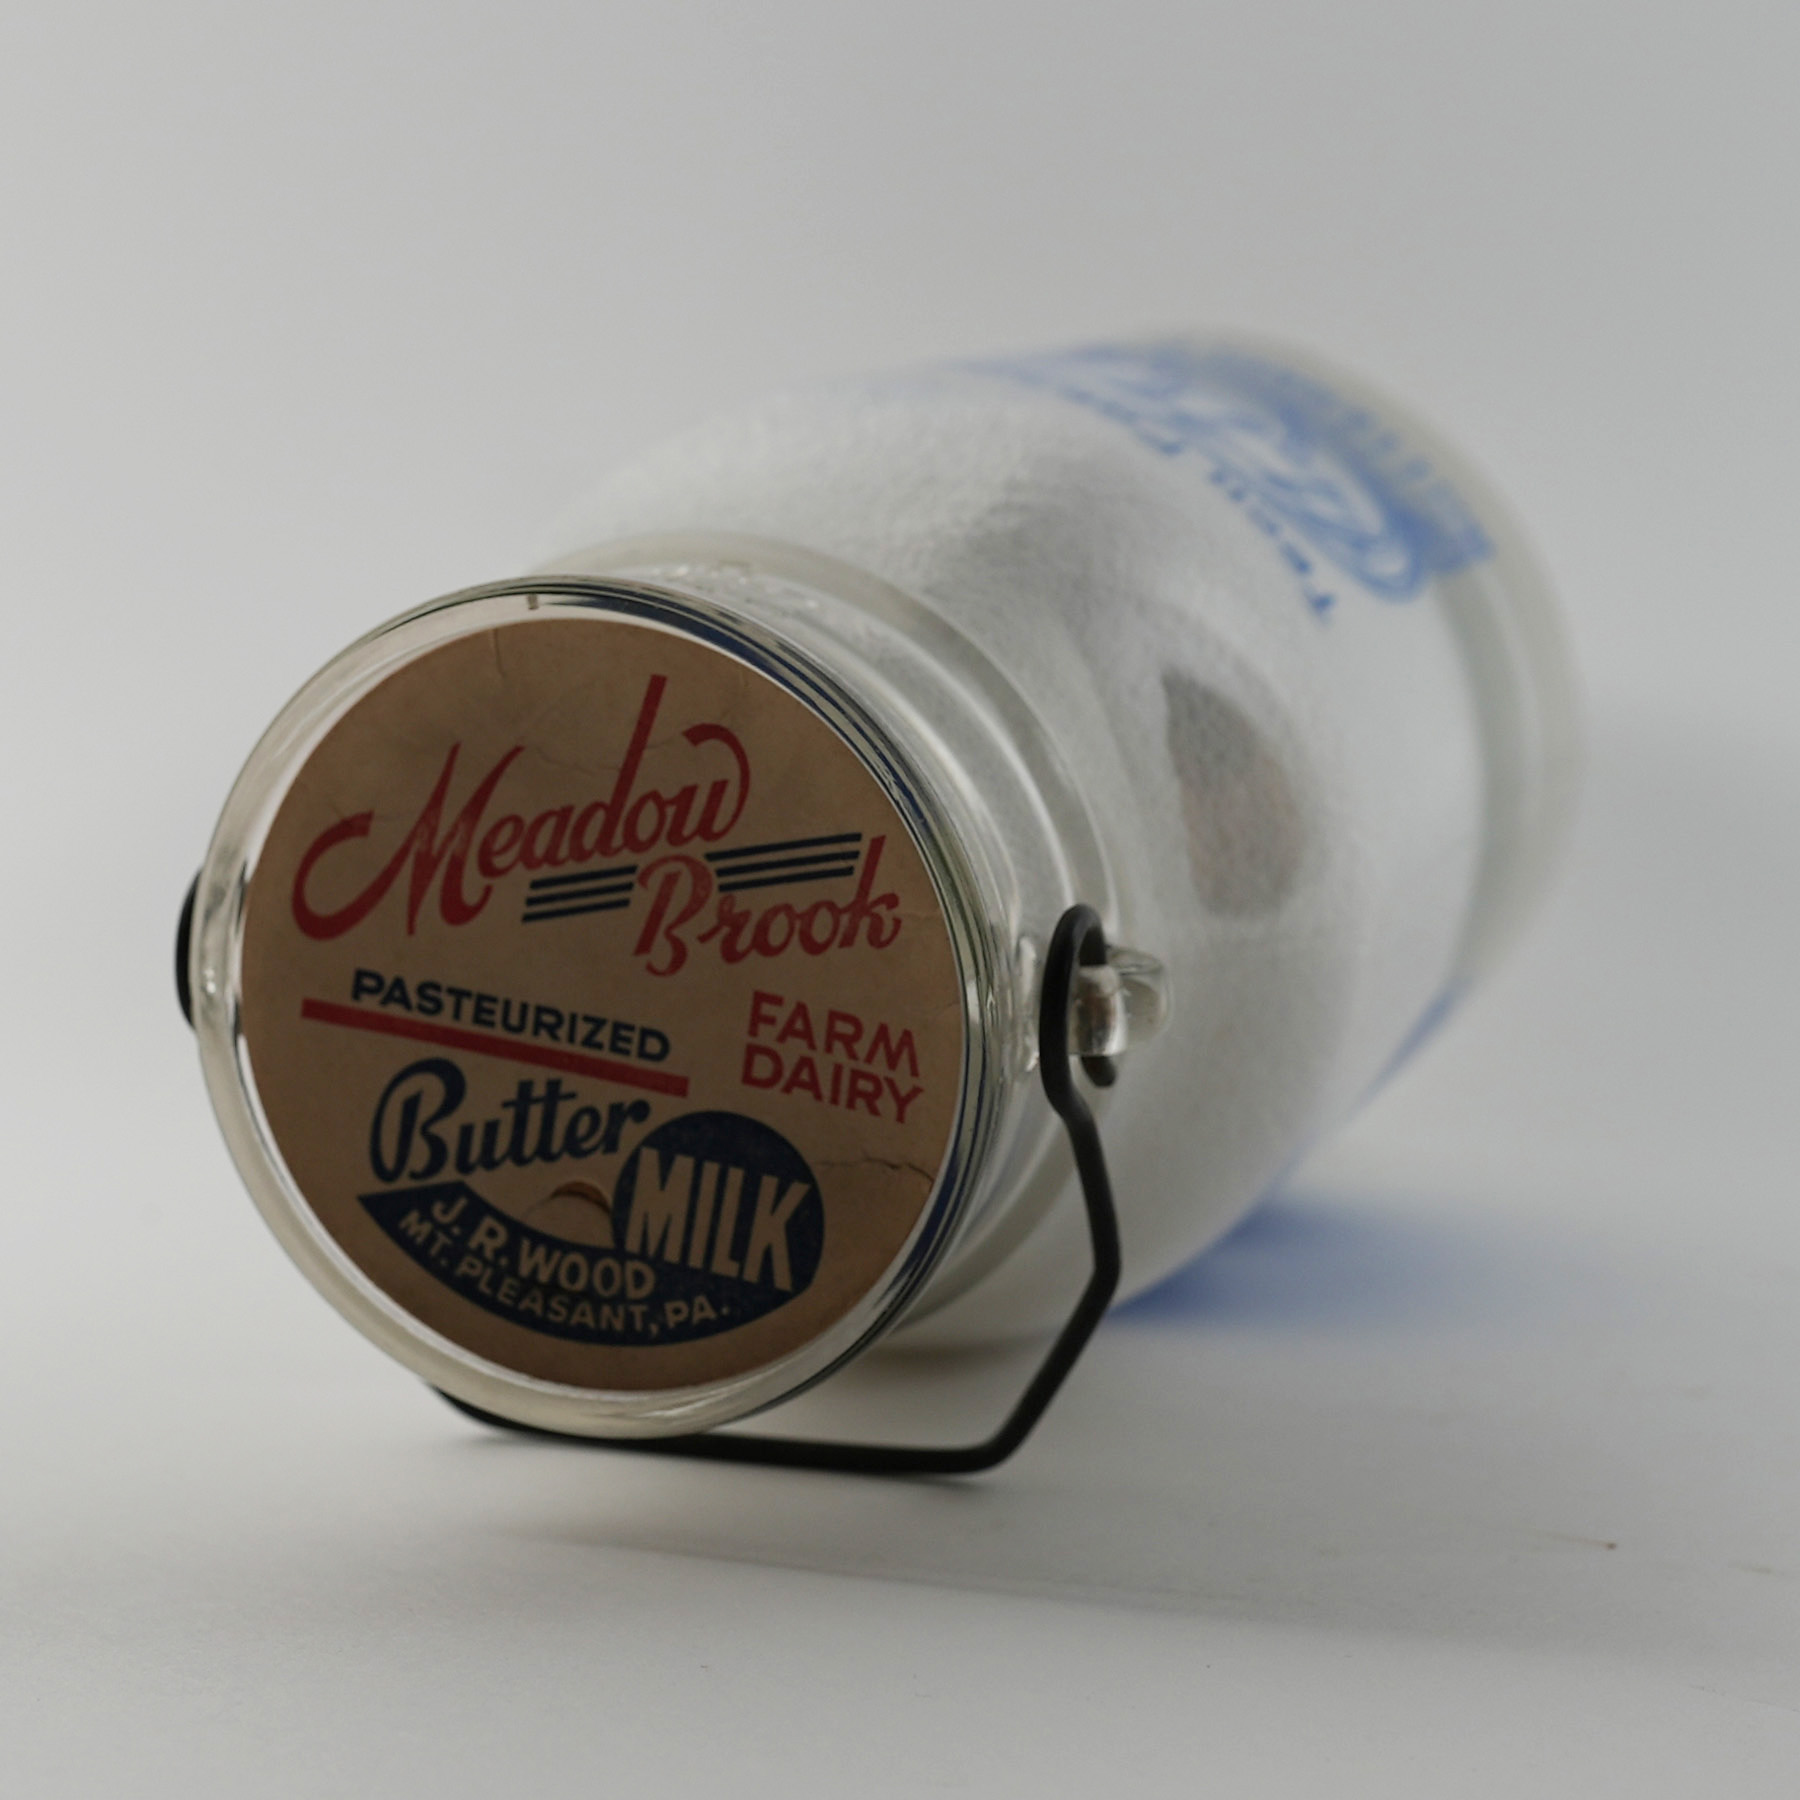 Meadow
Brook
PASTEURIZED
FARM
DAIRY
Butter
MILK
J. R. WOOD
MT. PLEASANT, PA.